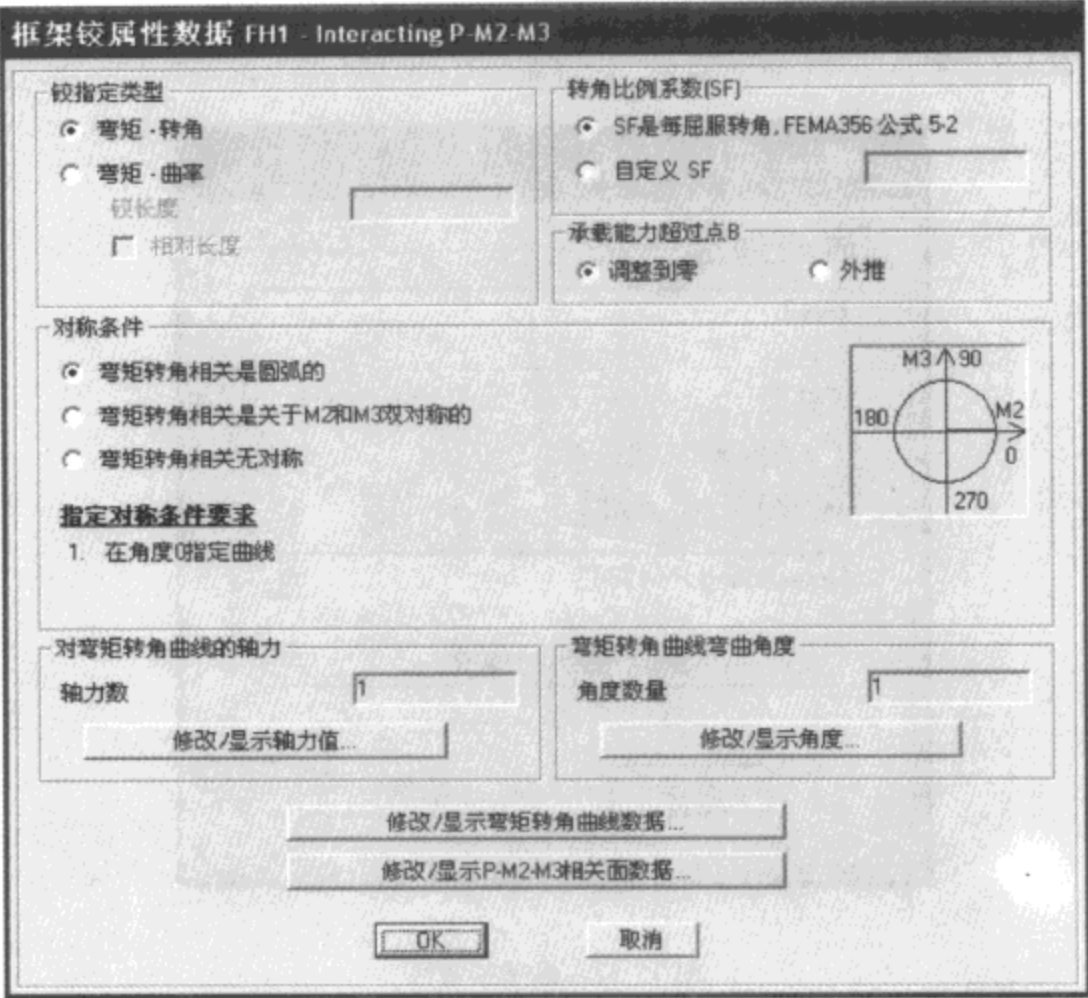 框架铰属性数据 FH1 - Interacting P-M2-M3
铰指定类型
弯矩 - 转角
弯矩 - 曲率
铰长度
相对长度
转角比例系数(SF)
SF是每屈服转角, FEMA356 公式 5-2
自定义 SF
承载能力超过点B
调整到零
外推
对称条件
弯矩转角相关是圆弧的
弯矩转角相关是关于M2和M3双对称的
弯矩转角相关无对称
指定对称条件要求
1. 在角度0指定曲线
M3 90
180
M2
0
270
对弯矩转角曲线的轴力
轴力数 1
修改/显示轴力值...
弯矩转角曲线弯曲角度
角度数量 1
修改/显示角度...
修改/显示弯矩转角曲线数据...
修改/显示P-M2-M3相关面数据...
OK
取消